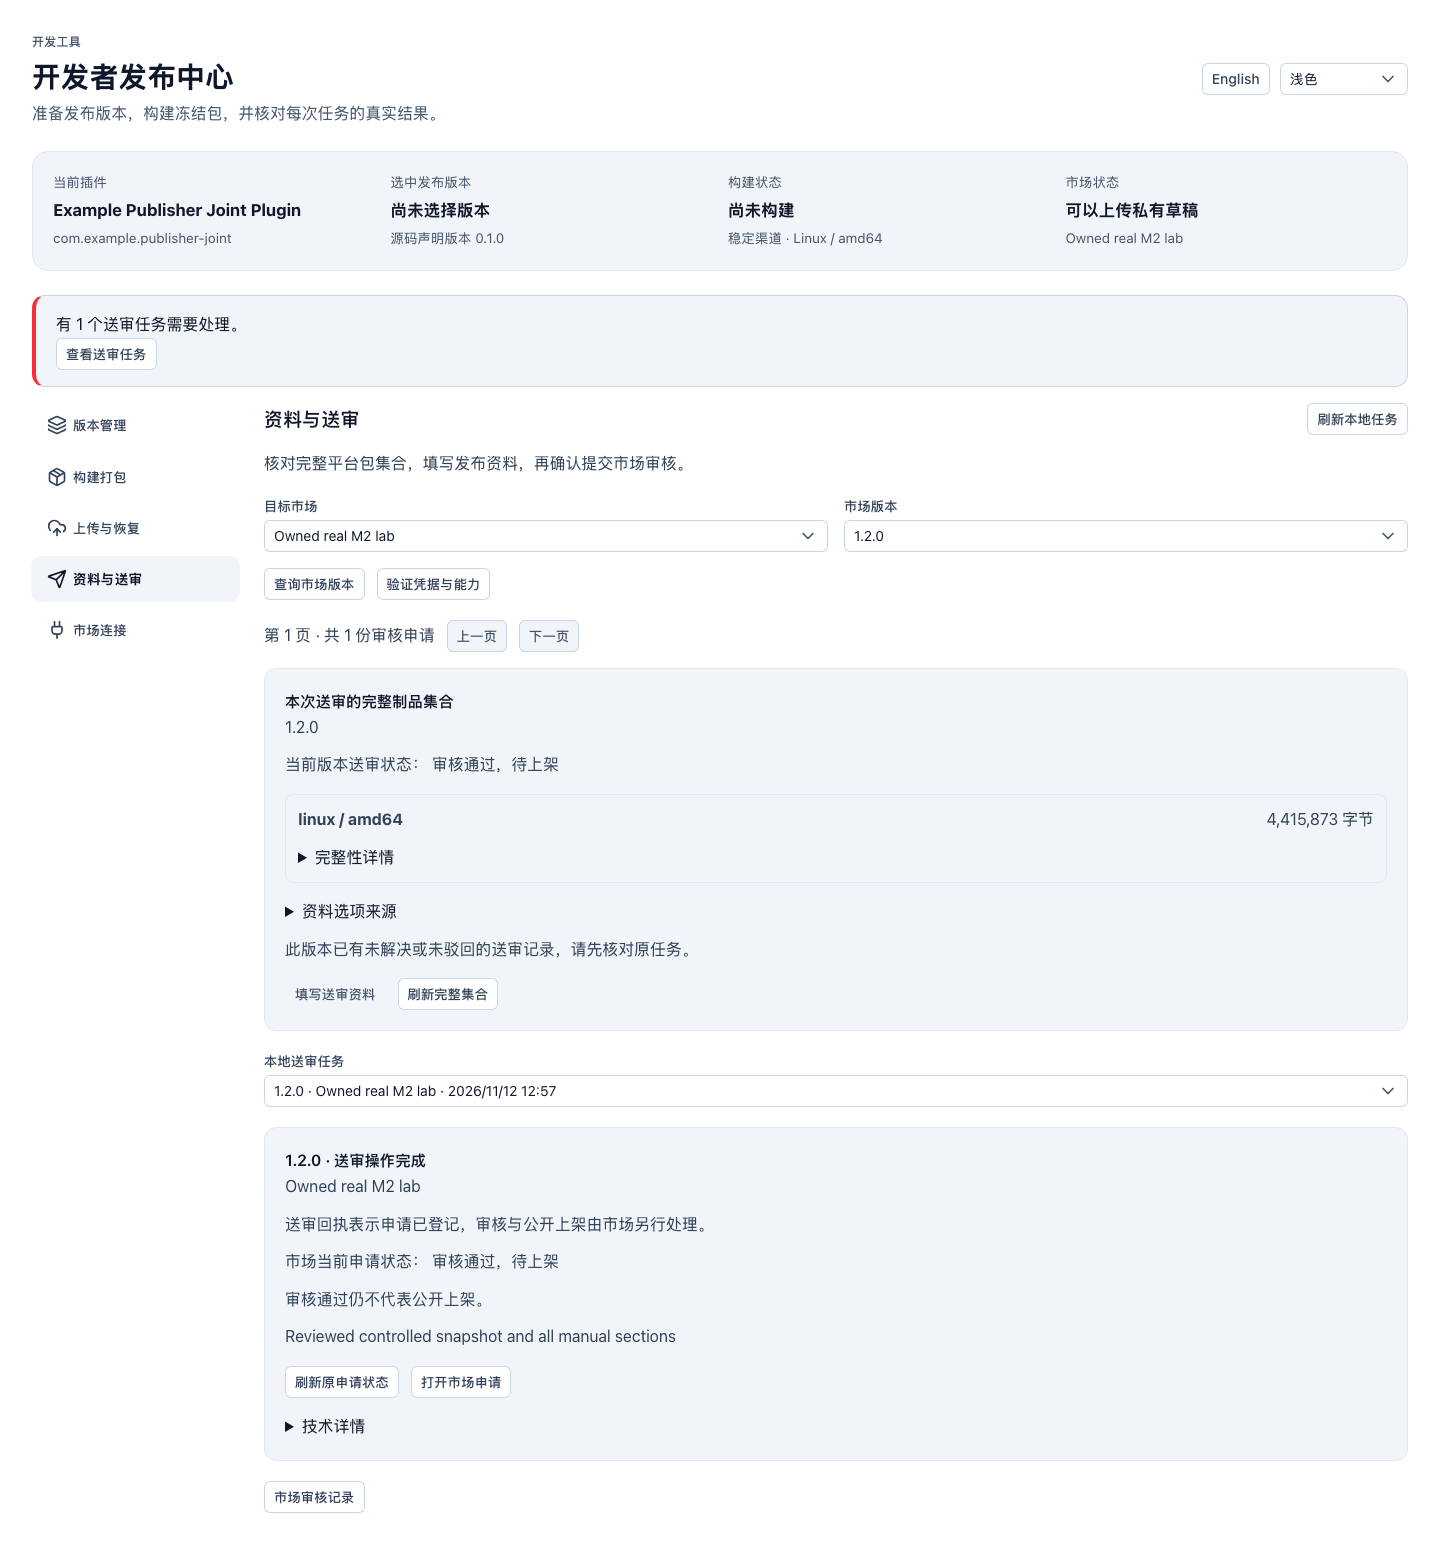 开发工具
开发者发布中心
准备发布版本，构建冻结包，并核对每次任务的真实结果。
English
浅色
当前插件
Example Publisher Joint Plugin
com.example.publisher-joint
选中发布版本
尚未选择版本
源码声明版本 0.1.0
构建状态
尚未构建
稳定渠道 · Linux / amd64
市场状态
可以上传私有草稿
Owned real M2 lab
有 1 个送审任务需要处理。
查看送审任务
版本管理
构建打包
上传与恢复
资料与送审
市场连接
资料与送审
刷新本地任务
核对完整平台包集合，填写发布资料，再确认提交市场审核。
目标市场
Owned real M2 lab
市场版本
1.2.0
查询市场版本
验证凭据与能力
第 1 页 · 共 1 份审核申请
上一页
下一页
本次送审的完整制品集合
1.2.0
当前版本送审状态： 审核通过，待上架
linux / amd64
4,415,873 字节
完整性详情
资料选项来源
此版本已有未解决或未驳回的送审记录，请先核对原任务。
填写送审资料
刷新完整集合
本地送审任务
1.2.0 · Owned real M2 lab · 2026/11/12 12:57
1.2.0 · 送审操作完成
Owned real M2 lab
送审回执表示申请已登记，审核与公开上架由市场另行处理。
市场当前申请状态： 审核通过，待上架
审核通过仍不代表公开上架。
Reviewed controlled snapshot and all manual sections
刷新原申请状态
打开市场申请
技术详情
市场审核记录